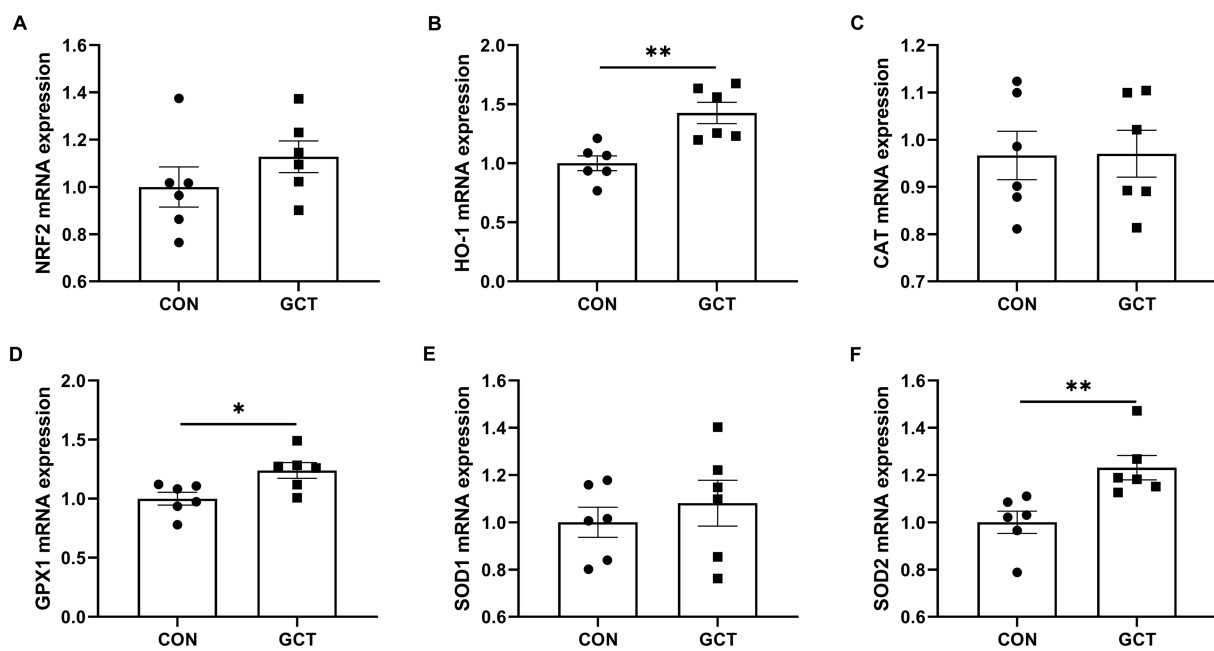 A
NRF2 mRNA expression
1.6
1.4
1.2
1.0
0.8
0.6
CON GCT
B
HO-1 mRNA expression
2.0
1.5
1.0
0.5
0.0
**
CON GCT
C
CAT mRNA expression
1.2
1.1
1.0
0.9
0.8
0.7
CON GCT
D
GPX1 mRNA expression
2.0
1.5
1.0
0.5
0.0
*
CON GCT
E
SOD1 mRNA expression
1.6
1.4
1.2
1.0
0.8
0.6
CON GCT
F
SOD2 mRNA expression
1.6
1.4
1.2
1.0
0.8
0.6
**
CON GCT